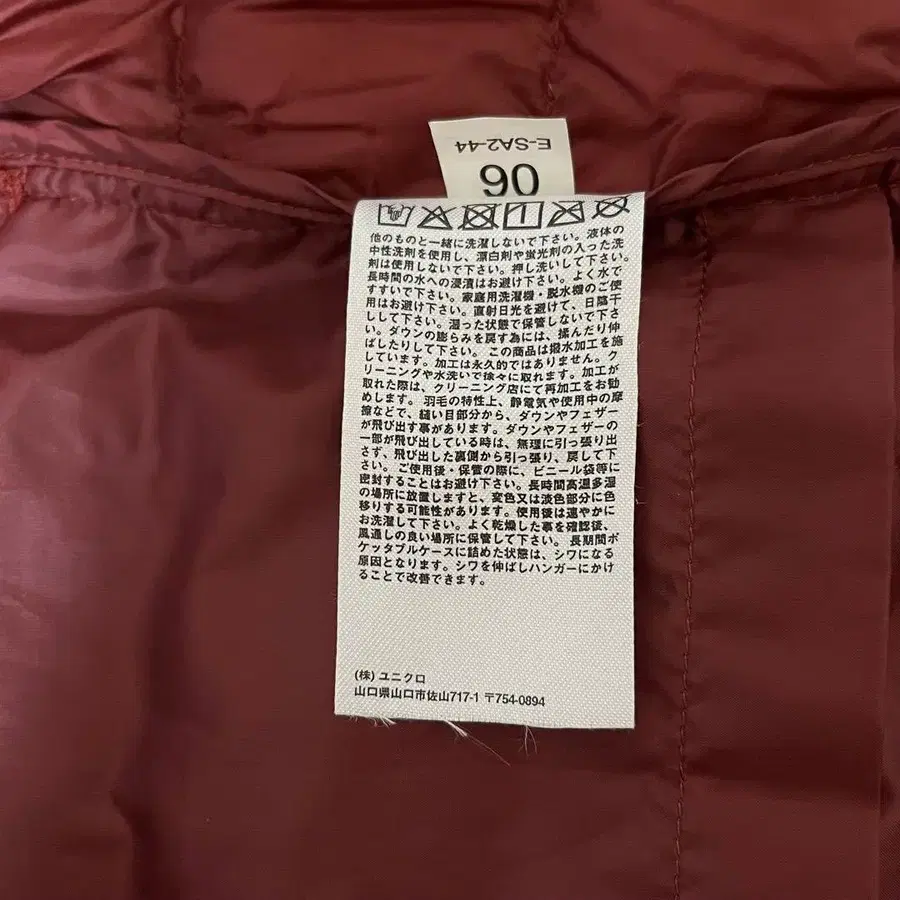 E-SA2-44
06
他のものと一緒に洗濯しないで下さい。液体の
中性洗剤を使用し、漂白剤や蛍光剤の入った洗
剤は使用しないで下さい。押し洗いして下さい。
長時間の水への浸漬はお避け下さい。よく水で
すすいで下さい。家庭用洗濯機・脱水機のご使
用はお避け下さい。直射日光を避けて、日陰干
しして下さい。湿った状態で保管しないで下さ
い。ダウンの膨らみを戻す為には、揉んだり伸
ばしたりして下さい。 この商品は撥水加工を施
しています。加工は永久的ではありません。ク
リーニングや水洗いで徐々に取れます。加工が
取れた際は、クリーニング店にて再加工をお勧
めします。 羽毛の特性上、静電気や使用中の摩
擦などで、縫い目部分から、ダウンやフェザー
が飛び出す事があります。ダウンやフェザーの
一部が飛び出している時は、無理に引っ張り出
さず、飛び出した裏側から引っ張り、戻して下
さい。 ご使用後・保管の際に、ビニール袋等に
密封することはお避け下さい。長時間高温多湿
の場所に放置しますと、変色又は淡色部分に色
移りする可能性があります。使用後は速やかに
お洗濯して下さい。よく乾燥した事を確認後、
風通しの良い場所に保管して下さい。 長期間ポ
ケッタブルケースに詰めた状態は、シワになる
原因となります。シワを伸ばしハンガーにかけ
ることで改善できます。
(株) ユニクロ
山口県山口市佐山717-1 〒754-0894